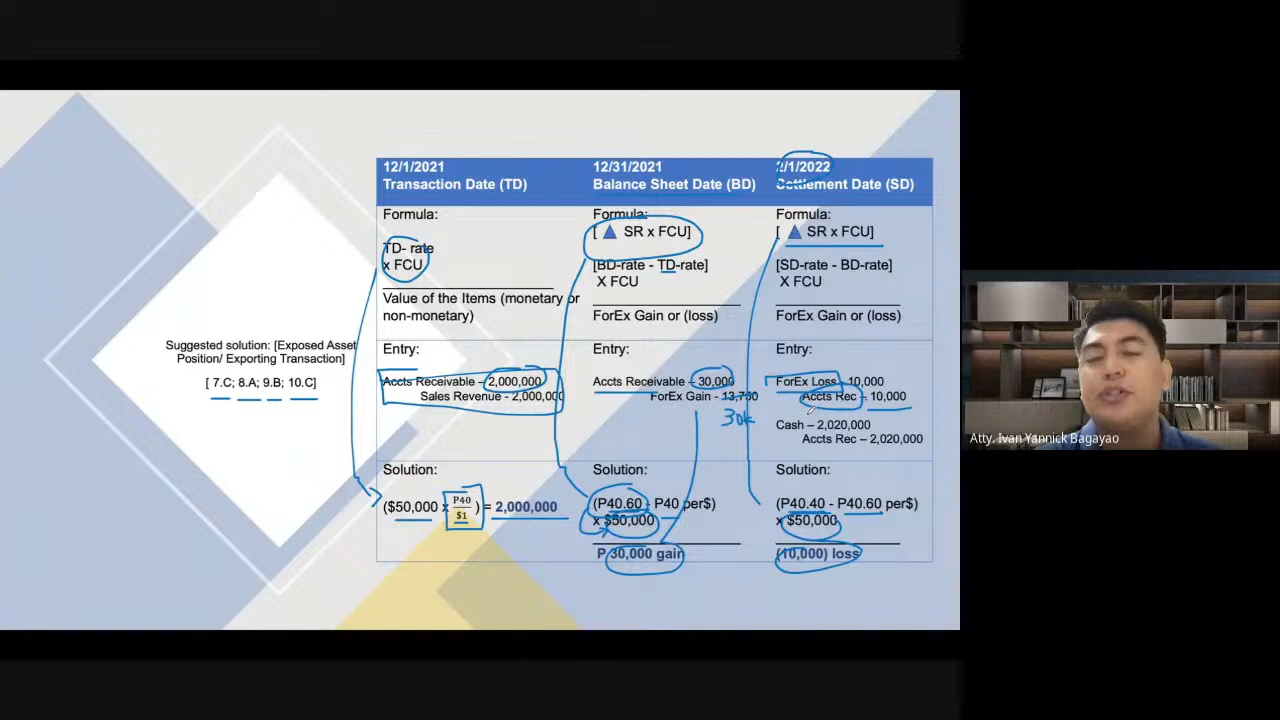 Suggested solution: [Exposed Asset
Position/ Exporting Transaction]
[ 7.C; 8.A; 9.B; 10.C]
12/1/2021
Transaction Date (TD)
Formula:
TD- rate
x FCU
Value of the Items (monetary or
non-monetary)
Entry:
Accts Receivable – 2,000,000
Sales Revenue - 2,000,000
Solution:
($50,000 x P40/$1 ) = 2,000,000
12/31/2021
Balance Sheet Date (BD)
Formula:
[ ▲ SR x FCU]
[BD-rate - TD-rate]
X FCU
ForEx Gain or (loss)
Entry:
Accts Receivable – 30,000
ForEx Gain - 13,750
30k
Solution:
(P40.60 - P40 per$)
x $50,000
P 30,000 gain
2/1/2022
Settlement Date (SD)
Formula:
[ ▲ SR x FCU]
[SD-rate - BD-rate]
X FCU
ForEx Gain or (loss)
Entry:
ForEx Loss - 10,000
Accts Rec – 10,000
Cash – 2,020,000
Accts Rec – 2,020,000
Solution:
(P40.40 - P40.60 per$)
x $50,000
(10,000) loss
Atty. Ivan Yannick Bagayao